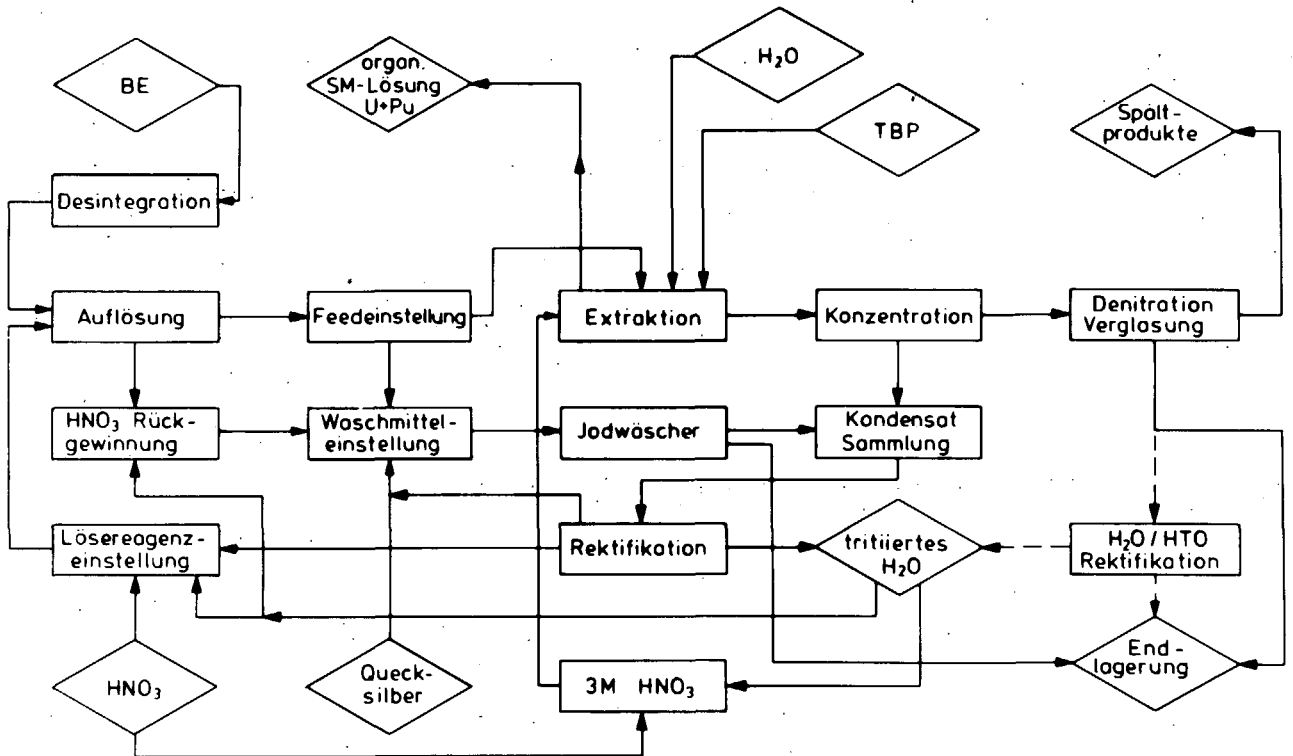 BE
organ.
SM-Lösung
U+Pu
H₂O
TBP
Spalt-
produkte
Desintegration
Auflösung
Feedeinstellung
Extraktion
Konzentration
Denitration
Verglasung
HNO₃ Rück-
gewinnung
Waschmittel-
einstellung
Jodwäscher
Kondensat
Sammlung
Lösereagenz-
einstellung
Rektifikation
tritiiertes
H₂O
H₂O/HTO
Rektifikation
HNO₃
Queck-
silber
3M HNO₃
End-
lagerung